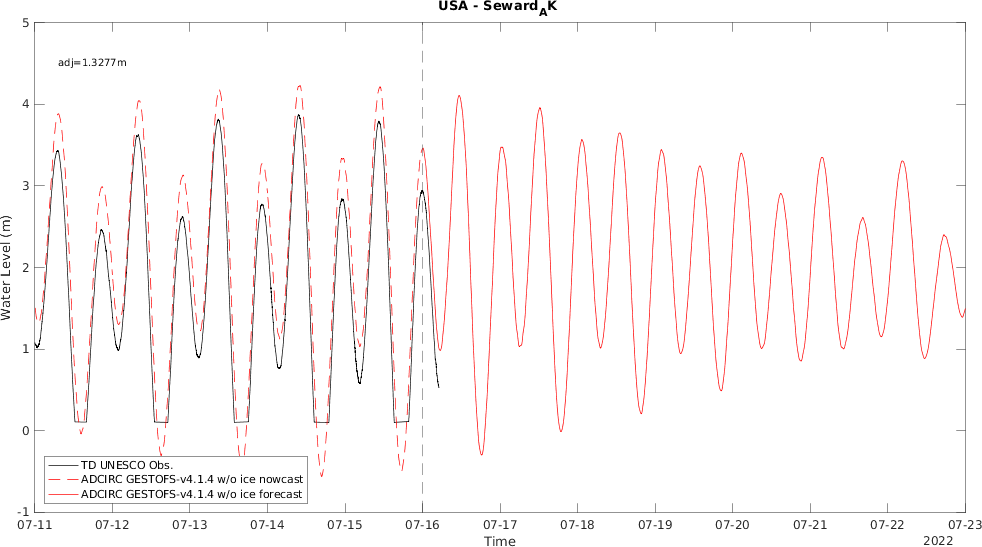 USA - Seward_AK
5
adj=1.3277m
4
3
2
1
0
-1
Water Level (m)
TD UNESCO Obs.
ADCIRC GESTOFS-v4.1.4 w/o ice nowcast
ADCIRC GESTOFS-v4.1.4 w/o ice forecast
07-11 07-12 07-13 07-14 07-15 07-16 07-17 07-18 07-19 07-20 07-21 07-22 07-23
Time
2022